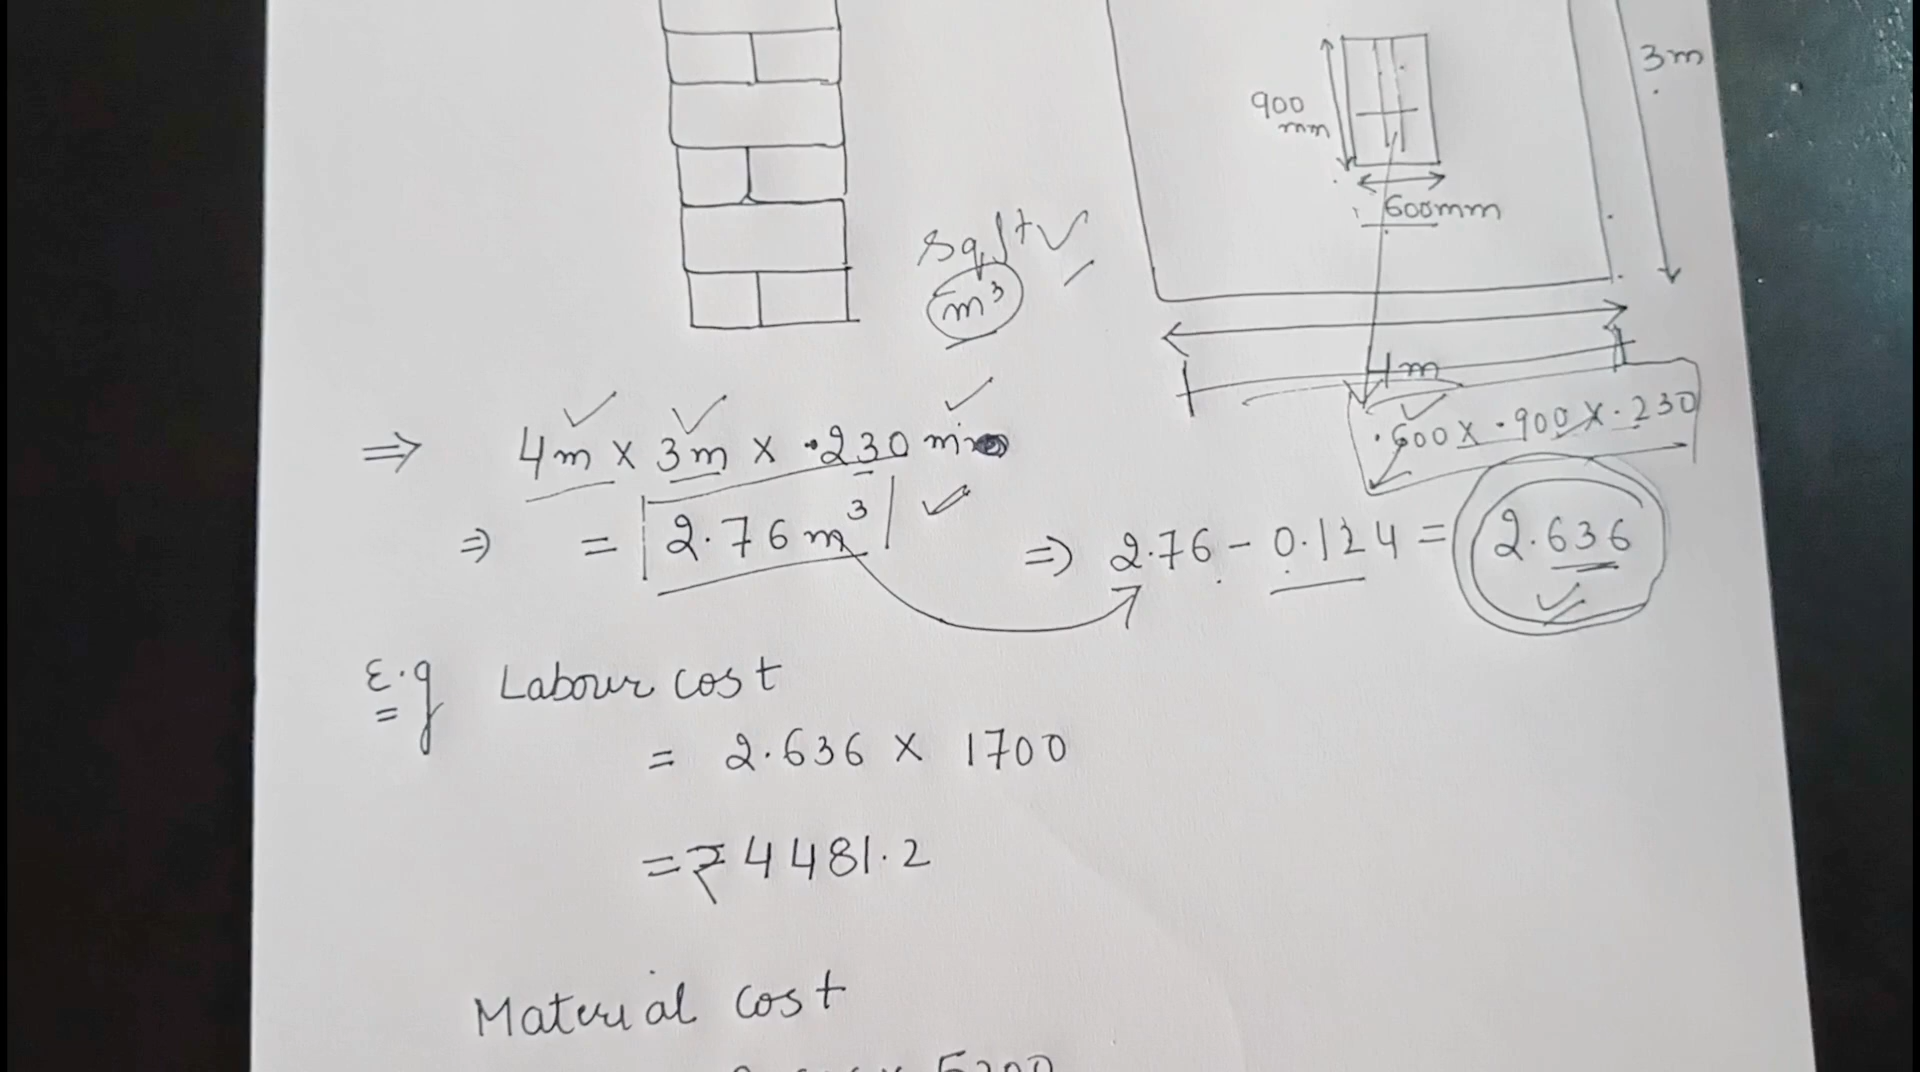 3m
900
mm
600mm
Sq.ft
m³
4m
.600 x .900 x .230
⇒ 4m x 3m x .230 m
⇒ = 2.76 m³
⇒ 2.76 - 0.124 = 2.636
E.g Labour cost
= 2.636 x 1700
= ₹ 4481.2
Material cost